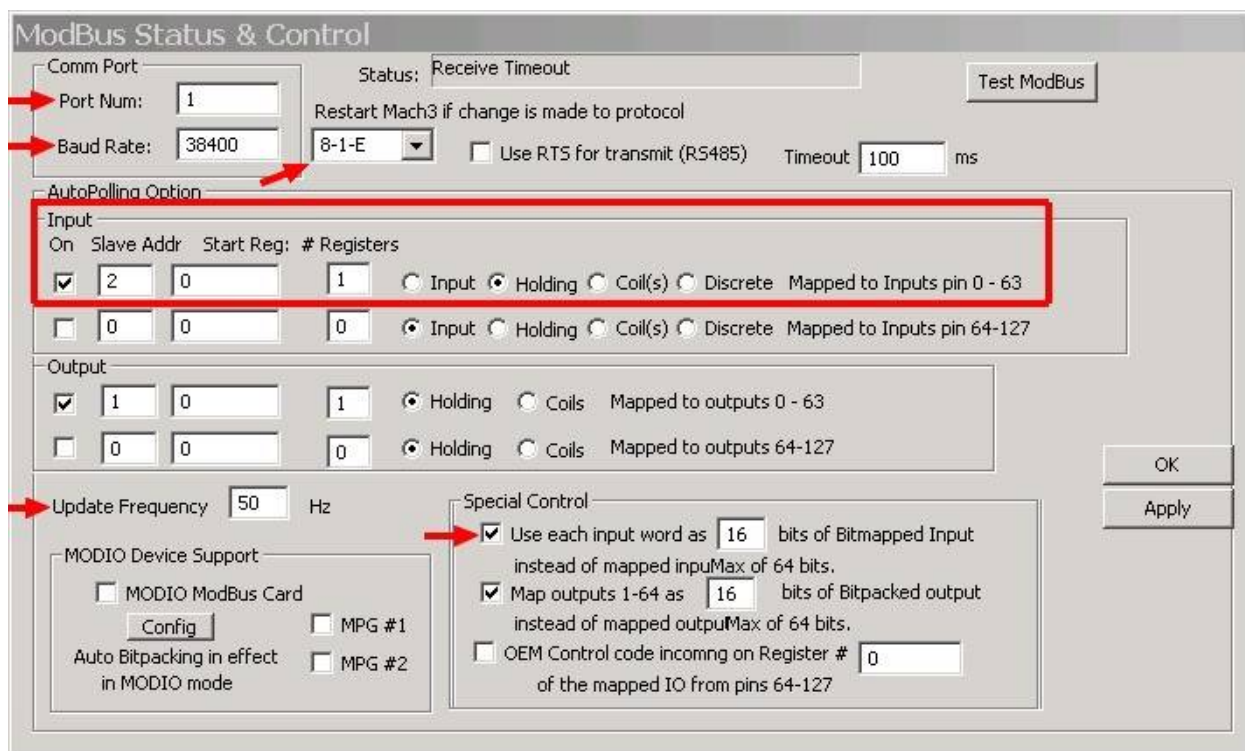 ModBus Status & Control
Comm Port
Port Num: 1
Baud Rate: 38400
Status: Receive Timeout
Test ModBus
Restart Mach3 if change is made to protocol
8-1-E
Use RTS for transmit (RS485)
Timeout 100 ms
AutoPolling Option
Input
On Slave Addr Start Reg: # Registers
2 0 1 Input Holding Coil(s) Discrete Mapped to Inputs pin 0 - 63
0 0 0 Input Holding Coil(s) Discrete Mapped to Inputs pin 64-127
Output
1 0 1 Holding Coils Mapped to outputs 0 - 63
0 0 0 Holding Coils Mapped to outputs 64-127
OK
Apply
Update Frequency 50 Hz
MODIO Device Support
MODIO ModBus Card
Config
MPG #1
Auto Bitpacking in effect
in MODIO mode
MPG #2
Special Control
Use each input word as 16 bits of Bitmapped Input
instead of mapped inpuMax of 64 bits.
Map outputs 1-64 as 16 bits of Bitpacked output
instead of mapped outpuMax of 64 bits.
OEM Control code incomng on Register # 0
of the mapped IO from pins 64-127